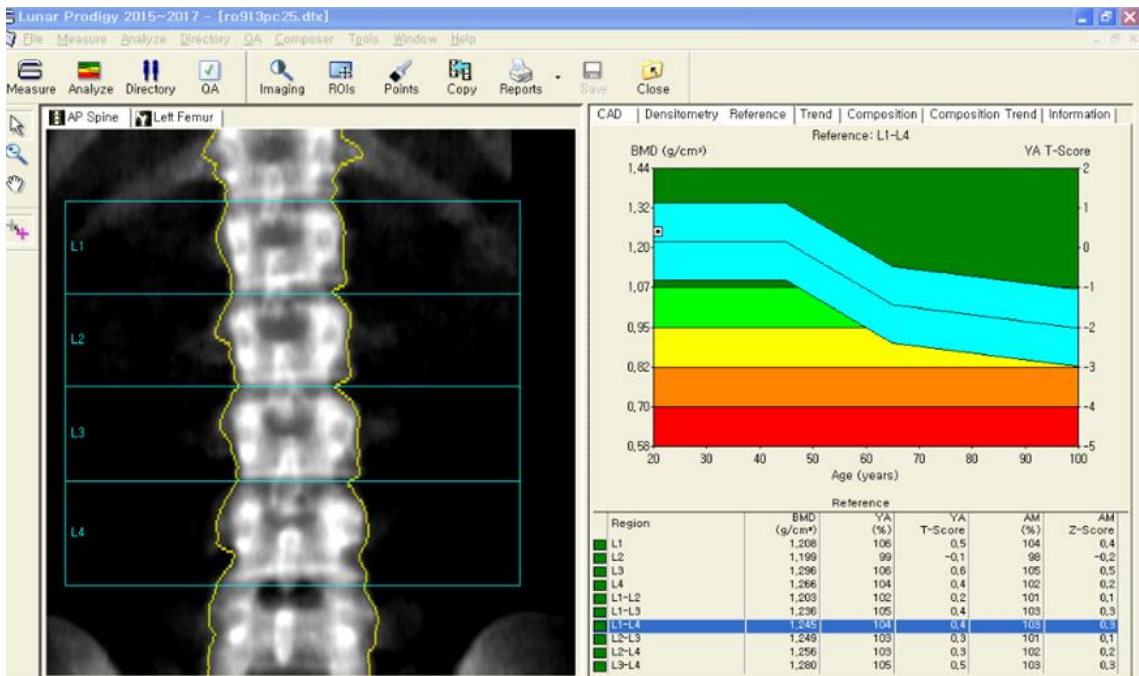 Lunar Prodigy 2015~2017 - [ro913pc25.dfx]
File Measure Analyze Directory QA Composer Tools Window Help
Measure Analyze Directory QA Imaging ROIs Points Copy Reports Save Close
AP Spine Left Femur
L1
L2
L3
L4
CAD Densitometry Reference Trend Composition Composition Trend Information
Reference: L1-L4
BMD (g/cm²) YA T-Score
1,44 2
1,32 1
1,20 0
1,07 -1
0,95 -2
0,82 -3
0,70 -4
0,58 -5
20 30 40 50 60 70 80 90 100
Age (years)
Reference
Region BMD (g/cm²) YA (%) YA T-Score AM (%) AM Z-Score
L1 1,208 106 0,5 104 0,4
L2 1,199 99 -0,1 98 -0,2
L3 1,296 106 0,6 105 0,5
L4 1,266 104 0,4 102 0,2
L1-L2 1,203 102 0,2 101 0,1
L1-L3 1,236 105 0,4 103 0,3
L1-L4 1,245 104 0,4 103 0,3
L2-L3 1,249 103 0,3 101 0,1
L2-L4 1,256 103 0,3 102 0,2
L3-L4 1,280 105 0,5 103 0,3